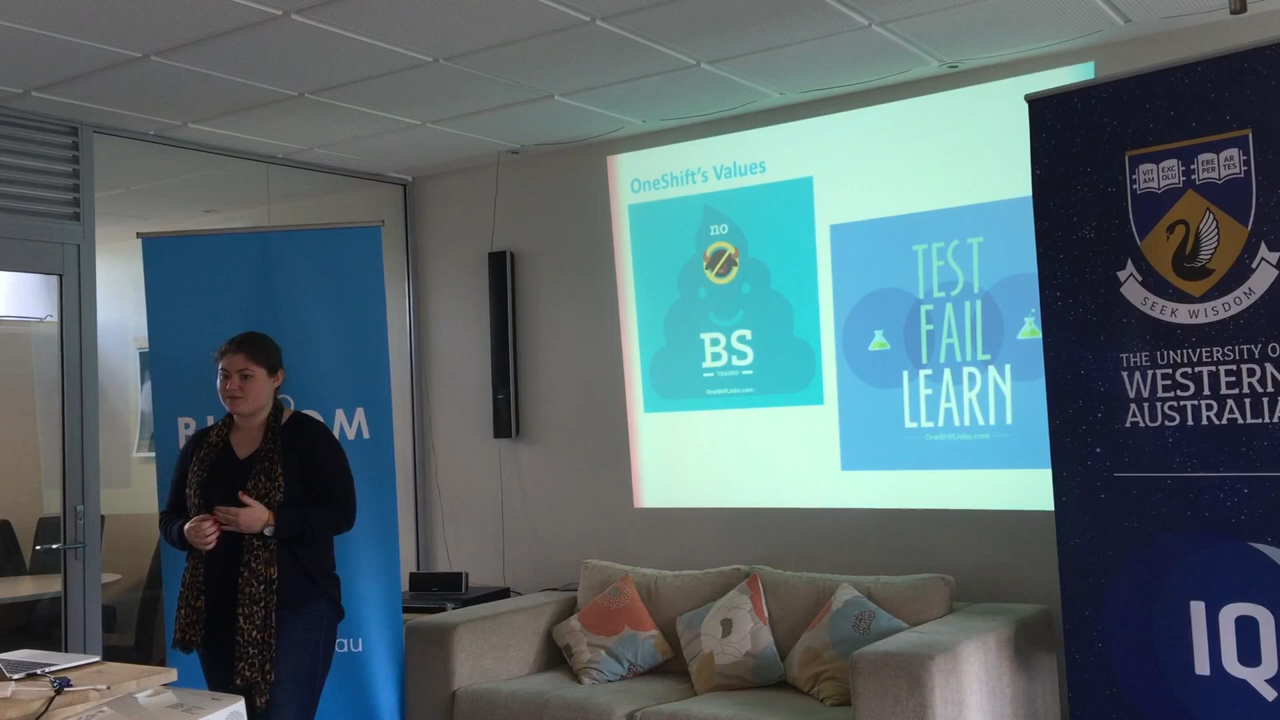 OneShift's Values
no
BS
THANKS
OneShiftJobs.com
TEST
FAIL
LEARN
OneShiftJobs.com
au
VIT
AM
EXC
OLU
ERE
PER
AR
TES
SEEK WISDOM
THE UNIVERSITY O
WESTERN
AUSTRALIA
IQ